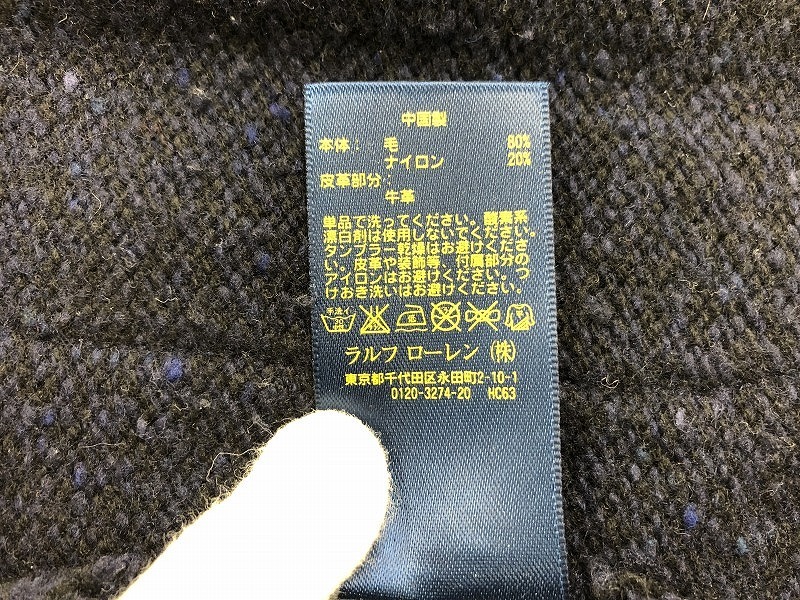 中国製
本体： 毛 80%
ナイロン 20%
皮革部分：
牛革
単品で洗ってください。酸素系
漂白剤は使用しないでください。
タンブラー乾燥はお避けくださ
い。皮革や装飾等、付属部分の
アイロンはお避けください。つ
けおき洗いはお避けください。
手洗イ
ラルフ ローレン（株）
東京都千代田区永田町2-10-1
0120-3274-20 HC63